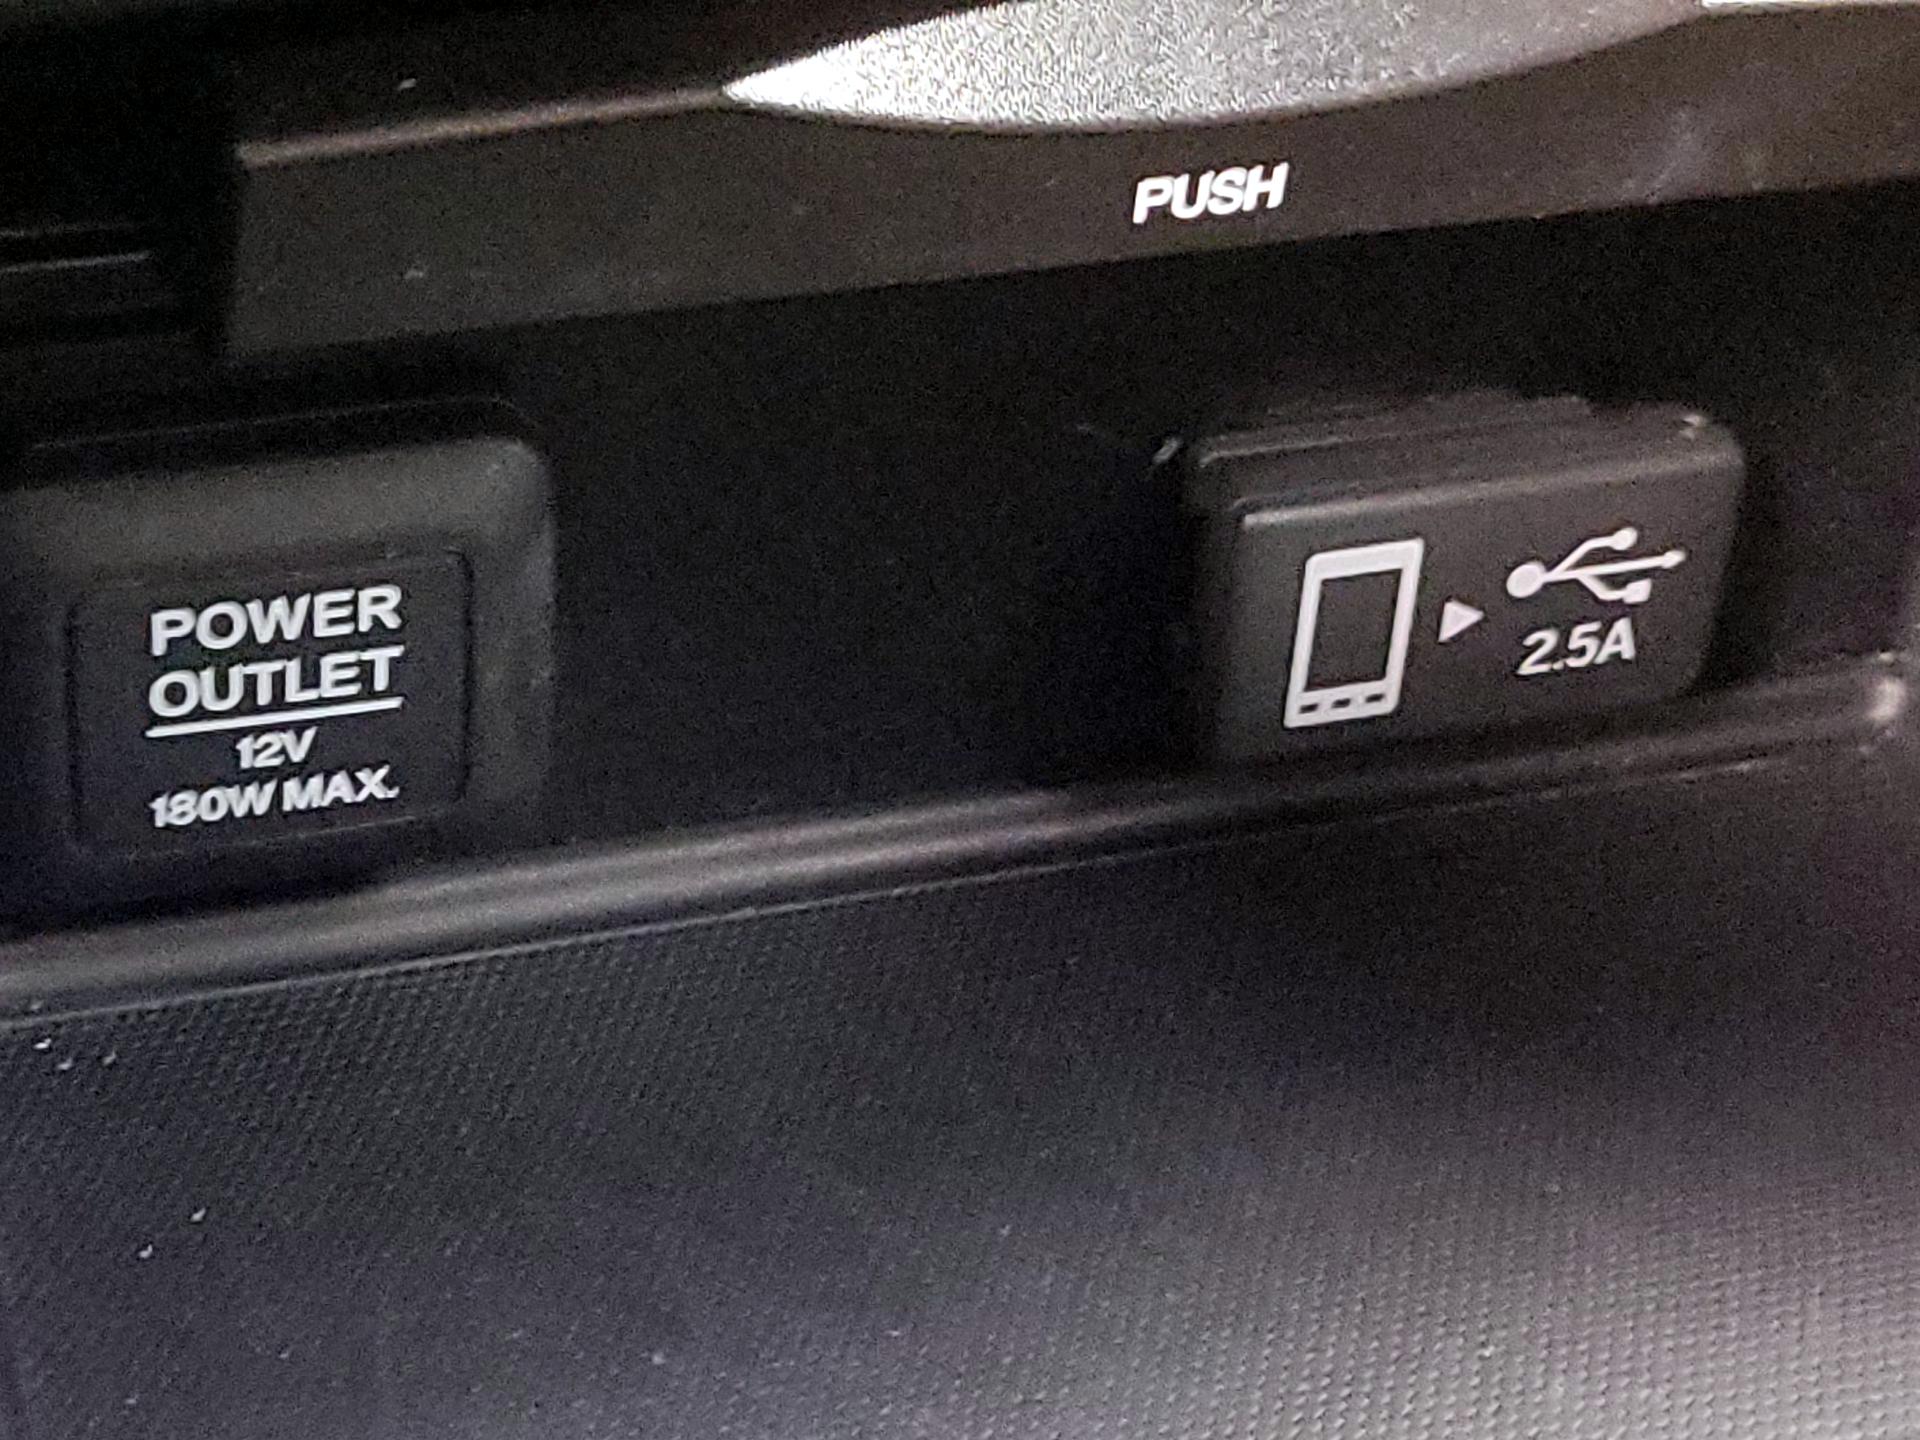 PUSH
POWER
OUTLET
12V
180W MAX.
2.5A